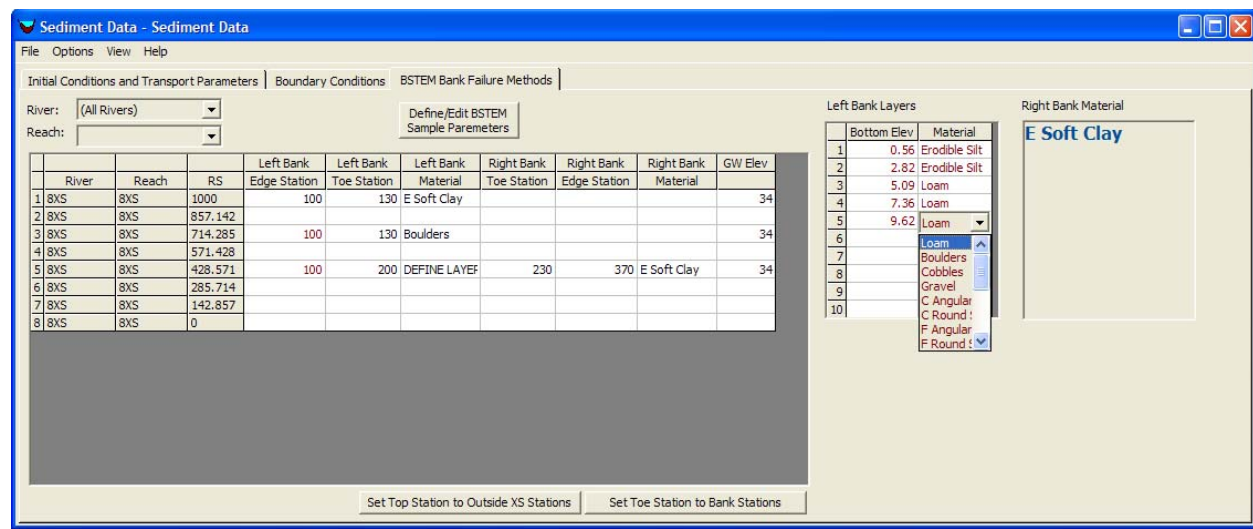 Sediment Data - Sediment Data
File Options View Help
Initial Conditions and Transport Parameters Boundary Conditions BSTEM Bank Failure Methods
River: (All Rivers)
Reach:
Define/Edit BSTEM
Sample Paremeters
Left Bank Left Bank Left Bank Right Bank Right Bank Right Bank GW Elev
River Reach RS Edge Station Toe Station Material Toe Station Edge Station Material
1 8XS 8XS 1000 100 130 E Soft Clay 34
2 8XS 8XS 857.142
3 8XS 8XS 714.285 100 130 Boulders 34
4 8XS 8XS 571.428
5 8XS 8XS 428.571 100 200 DEFINE LAYER 230 370 E Soft Clay 34
6 8XS 8XS 285.714
7 8XS 8XS 142.857
8 8XS 8XS 0
Set Top Station to Outside XS Stations Set Toe Station to Bank Stations
Left Bank Layers
Bottom Elev Material
1 0.56 Erodible Silt
2 2.82 Erodible Silt
3 5.09 Loam
4 7.36 Loam
5 9.62 Loam
6
7
8
9
10
Loam
Boulders
Cobbles
Gravel
C Angular
C Round S
F Angular
F Round S
Right Bank Material
E Soft Clay